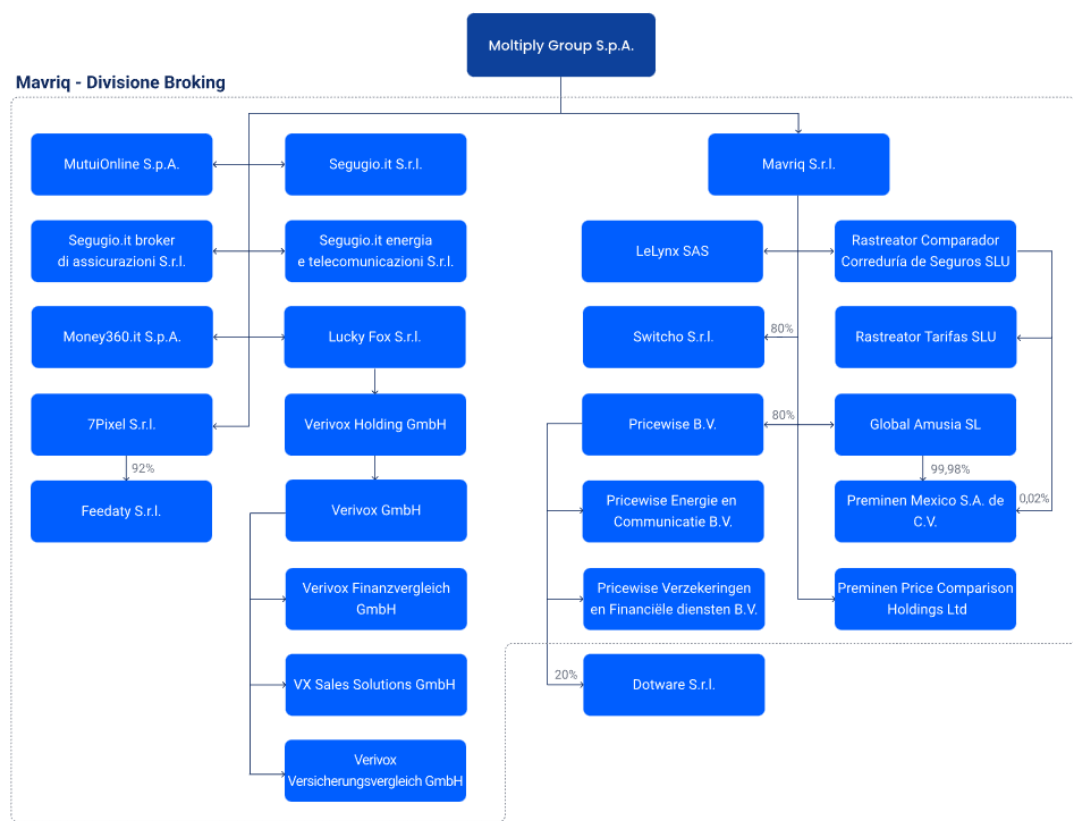 Moltiply Group S.p.A.
Mavriq - Divisione Broking
MutuiOnline S.p.A.
Segugio.it S.r.l.
Mavriq S.r.l.
Segugio.it broker
di assicurazioni S.r.l.
Segugio.it energia
e telecomunicazioni S.r.l.
LeLynx SAS
Rastreator Comparador
Correduría de Seguros SLU
Money360.it S.p.A.
Lucky Fox S.r.l.
Switcho S.r.l.
80%
Rastreator Tarifas SLU
7Pixel S.r.l.
Verivox Holding GmbH
Pricewise B.V.
80%
Global Amusia SL
92%
99,98%
Feedaty S.r.l.
Verivox GmbH
Pricewise Energie en
Communicatie B.V.
Preminen Mexico S.A. de
C.V.
0,02%
Verivox Finanzvergleich
GmbH
Pricewise Verzekeringen
en Financiële diensten B.V.
Preminen Price Comparison
Holdings Ltd
VX Sales Solutions GmbH
20%
Dotware S.r.l.
Verivox
Versicherungsvergleich GmbH